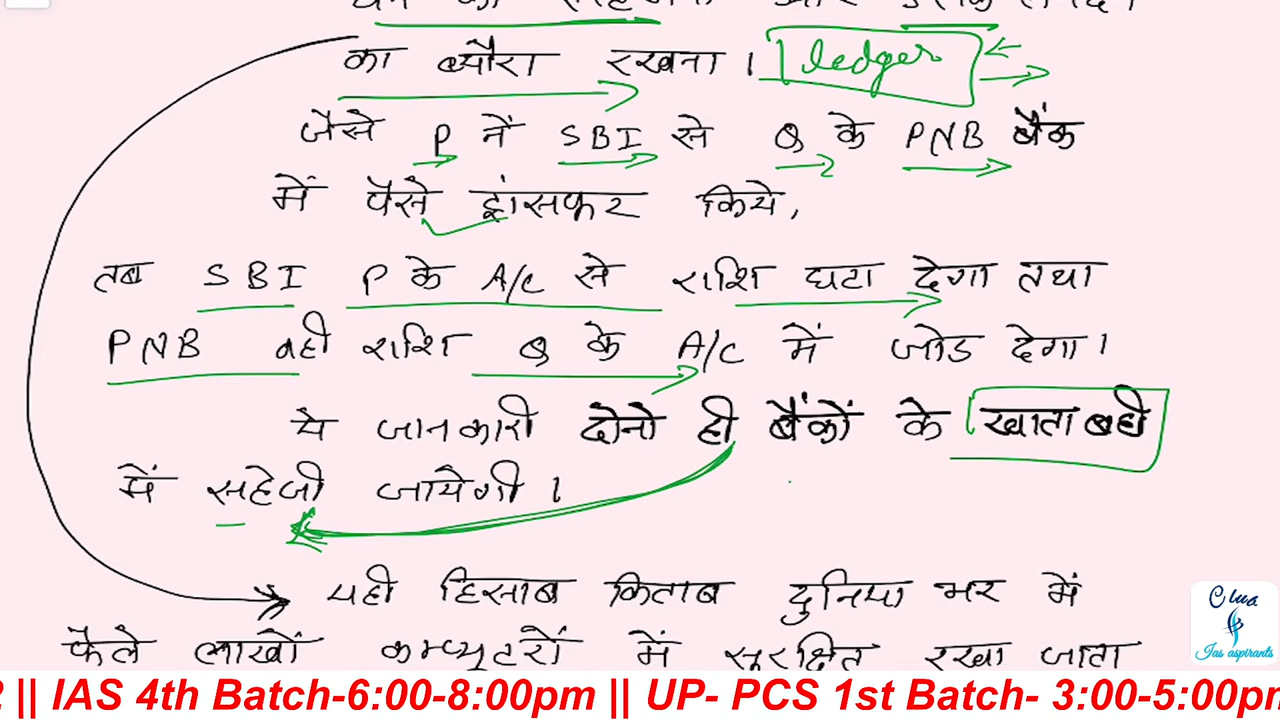 का ब्यौरा रखना। ledger
जैसे P ने SBI से Q के PNB बैंक
में पैसे ट्रांसफर किये,
तब SBI P के A/C से राशि घटा देगा तथा
PNB वही राशि Q के A/C में जोड देगा।
ये जानकारी दोनो ही बैंकों के खाता बही
में सहेजी जायेगी।
यही हिसाब किताब दुनिया भर में
फैले लाखों कम्प्यूटरों में सुरक्षित रखा जाता
Ias aspirants
2 || IAS 4th Batch-6:00-8:00pm || UP- PCS 1st Batch- 3:00-5:00pm